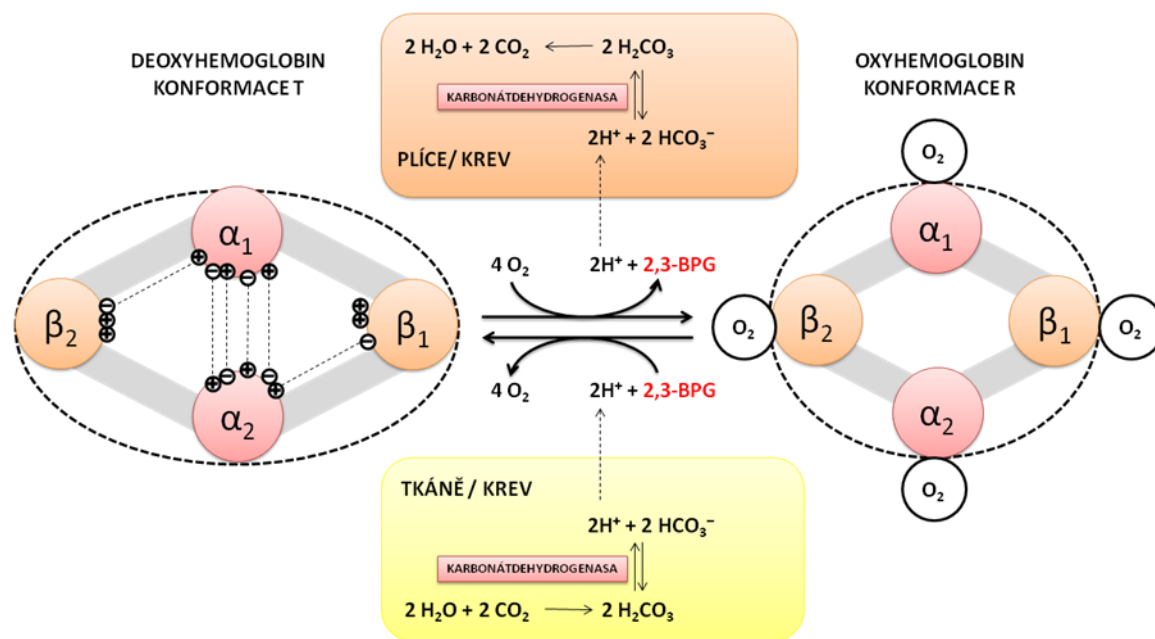 DEOXYHEMOGLOBIN
KONFORMACE T
2 H₂O + 2 CO₂ ← 2 H₂CO₃
KARBONÁTDEHYDROGENASA
2H⁺ + 2 HCO₃⁻
PLÍCE/ KREV
OXYHEMOGLOBIN
KONFORMACE R
α₁
β₂
β₁
α₂
4 O₂
2H⁺ + 2,3-BPG
4 O₂
2H⁺ + 2,3-BPG
O₂
α₁
O₂
β₂
β₁
O₂
α₂
O₂
TKÁNĚ / KREV
2H⁺ + 2 HCO₃⁻
KARBONÁTDEHYDROGENASA
2 H₂O + 2 CO₂ → 2 H₂CO₃